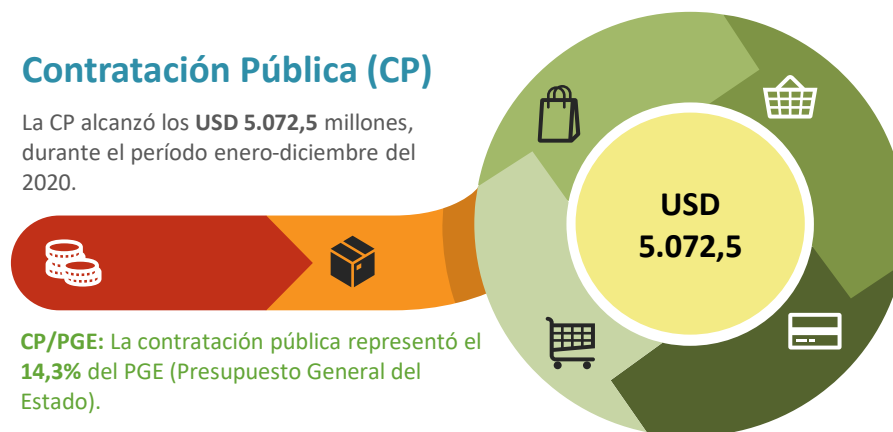 Contratación Pública (CP)
La CP alcanzó los USD 5.072,5 millones,
durante el período enero-diciembre del
2020.
USD
5.072,5
CP/PGE: La contratación pública representó el
14,3% del PGE (Presupuesto General del
Estado).